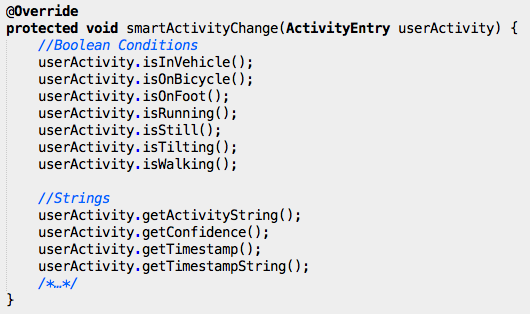 @Override
protected void smartActivityChange(ActivityEntry userActivity) {
//Boolean Conditions
userActivity.isInVehicle();
userActivity.isOnBicycle();
userActivity.isOnFoot();
userActivity.isRunning();
userActivity.isStill();
userActivity.isTilting();
userActivity.isWalking();
//Strings
userActivity.getActivityString();
userActivity.getConfidence();
userActivity.getTimestamp();
userActivity.getTimestampString();
/*…*/
}